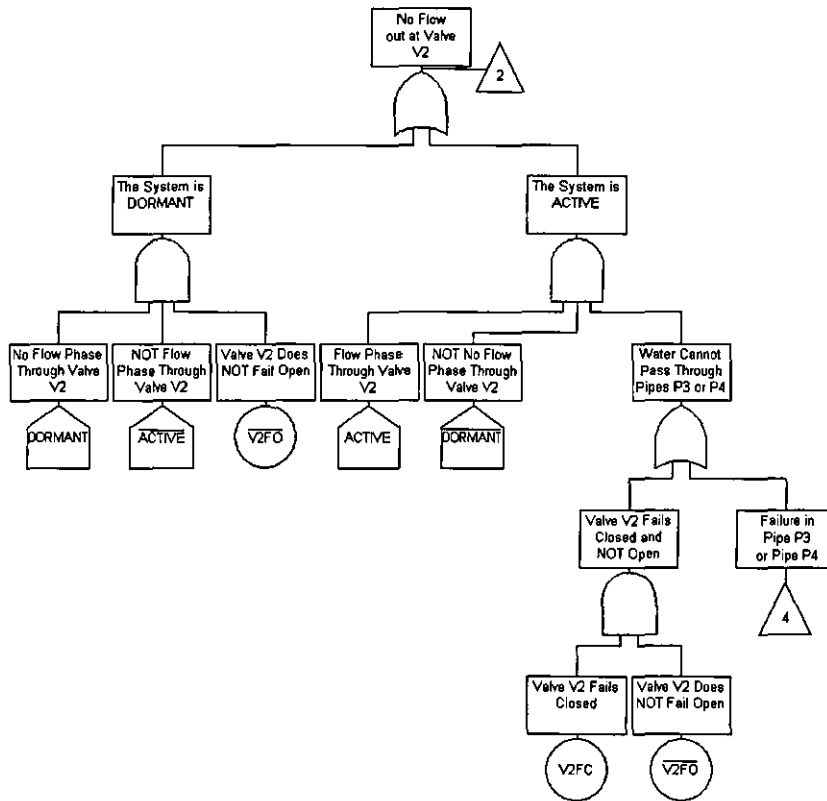 No Flow
out at Valve
V2
2
The System is
DORMANT
The System is
ACTIVE
No Flow Phase
Through Valve
V2
NOT Flow
Phase Through
Valve V2
Valve V2 Does
NOT Fail Open
Flow Phase
Through Valve
V2
NOT No Flow
Phase Through
Valve V2
Water Cannot
Pass Through
Pipes P3 or P4
DORMANT
ACTIVE
V2FO
ACTIVE
DORMANT
Valve V2 Fails
Closed and
NOT Open
Failure in
Pipe P3
or Pipe P4
4
Valve V2 Fails
Closed
Valve V2 Does
NOT Fail Open
V2FC
V2FO